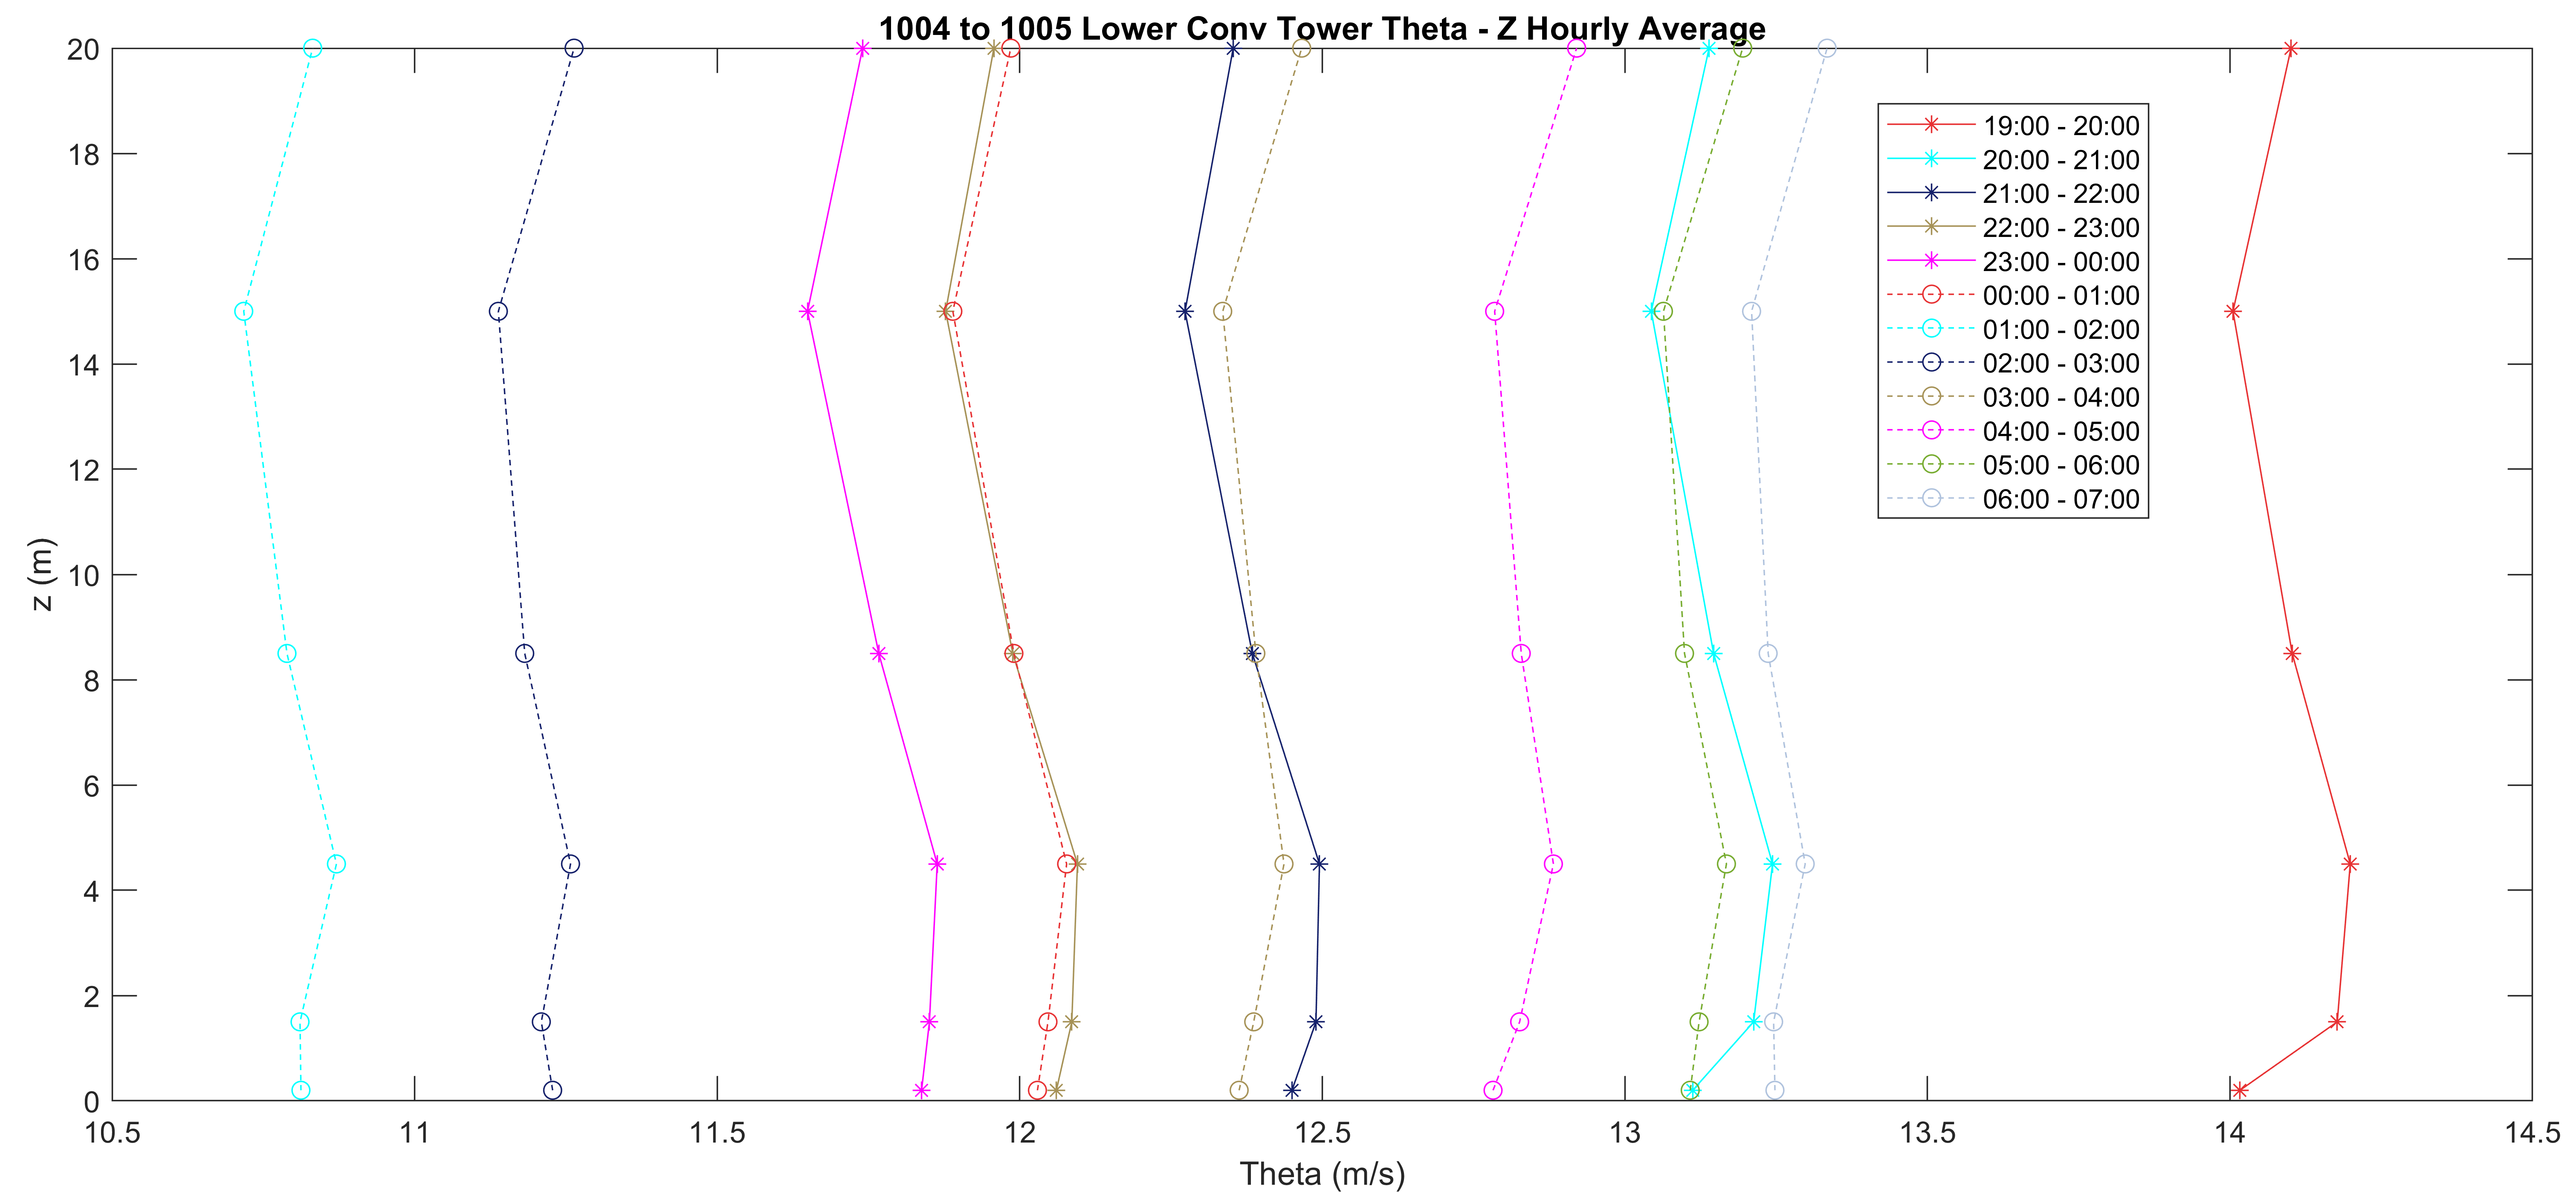 1004 to 1005 Lower Conv Tower Theta - Z Hourly Average
20
18
16
14
12
10
8
6
4
2
0
z (m)
19:00 - 20:00
20:00 - 21:00
21:00 - 22:00
22:00 - 23:00
23:00 - 00:00
00:00 - 01:00
01:00 - 02:00
02:00 - 03:00
03:00 - 04:00
04:00 - 05:00
05:00 - 06:00
06:00 - 07:00
10.5 11 11.5 12 12.5 13 13.5 14 14.5
Theta (m/s)